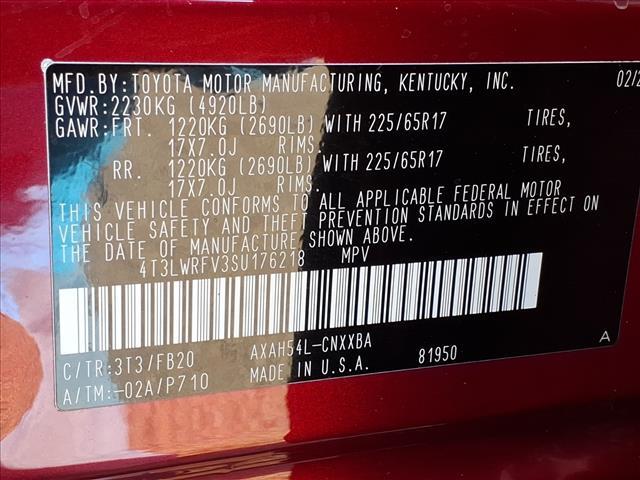 MFD.BY:TOYOTA MOTOR MANUFACTURING, KENTUCKY, INC. 02/2
GVWR:2230KG (4920LB)
GAWR:FRT. 1220KG (2690LB) WITH 225/65R17 TIRES,
17X7.0J RIMS.
RR. 1220KG (2690LB) WITH 225/65R17 TIRES,
17X7.0J RIMS.
THIS VEHICLE CONFORMS TO ALL APPLICABLE FEDERAL MOTOR
VEHICLE SAFETY AND THEFT PREVENTION STANDARDS IN EFFECT ON
THE DATE OF MANUFACTURE SHOWN ABOVE.
4T3LWRFV3SU176218 MPV
C/TR:3T3/FB20 AXAH54L-CNXXBA A
A/TM:-02A/P710 MADE IN U.S.A. 81950